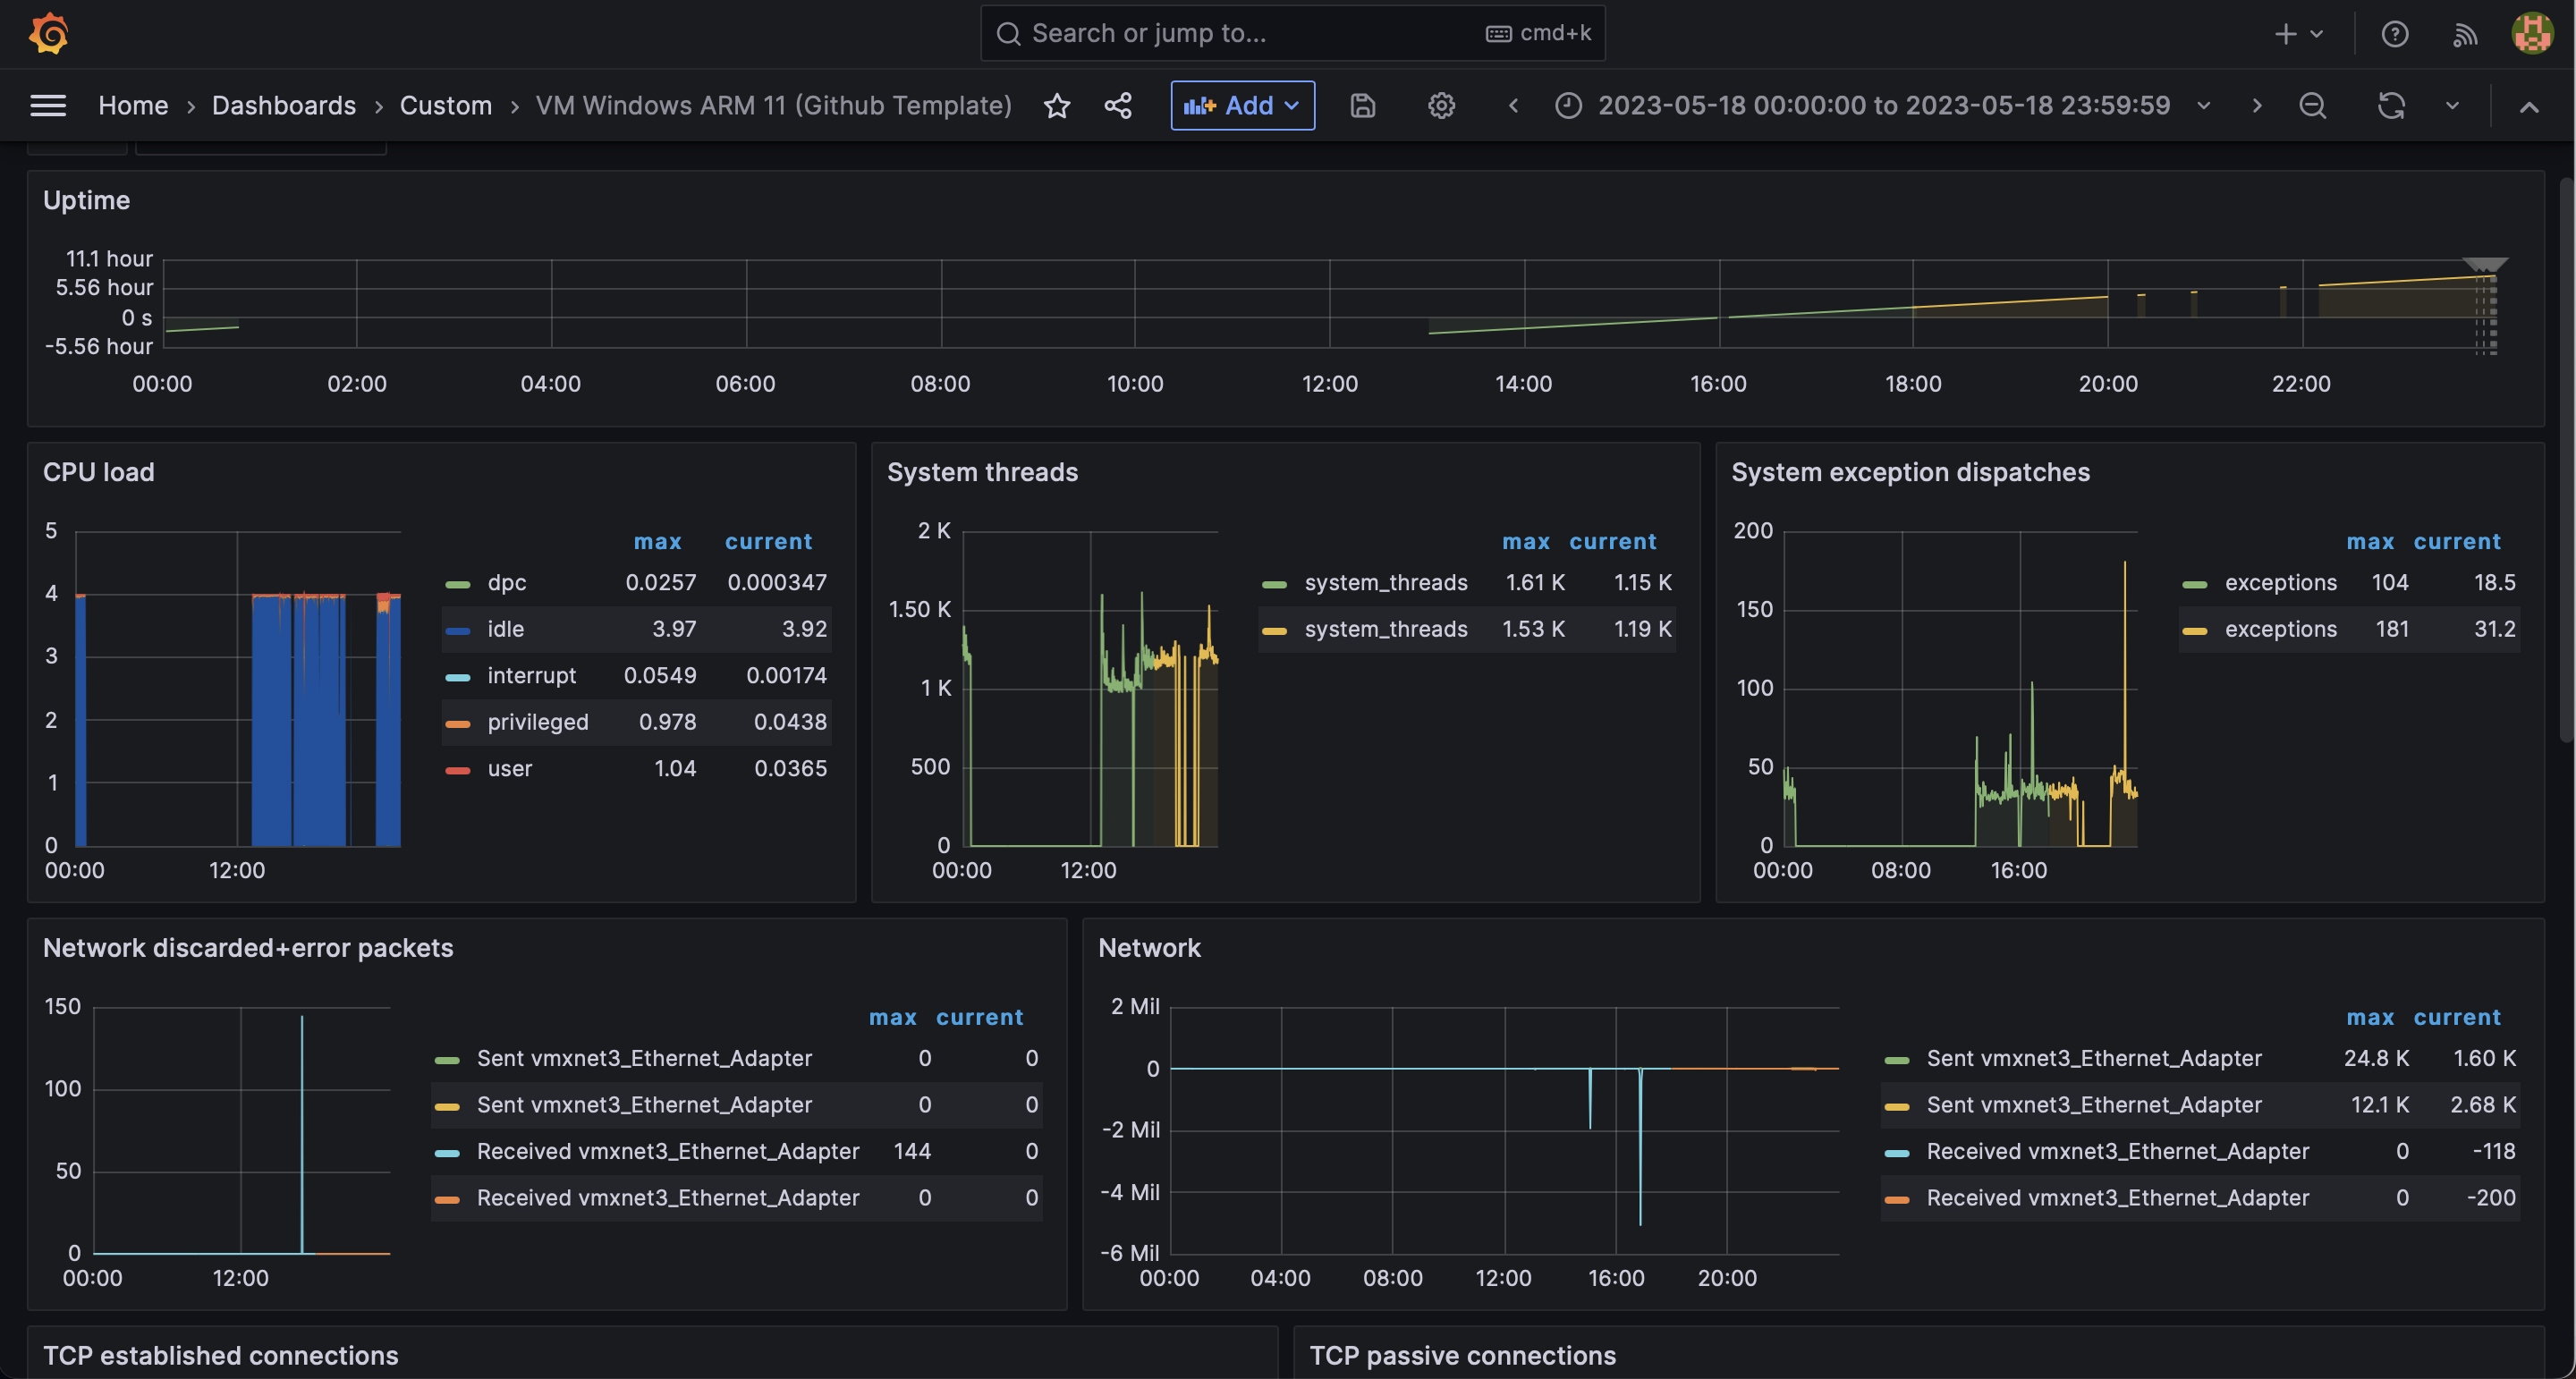 Search or jump to... cmd+k
Home › Dashboards › Custom › VM Windows ARM 11 (Github Template) Add 2023-05-18 00:00:00 to 2023-05-18 23:59:59
Uptime
11.1 hour
5.56 hour
0 s
-5.56 hour
00:00 02:00 04:00 06:00 08:00 10:00 12:00 14:00 16:00 18:00 20:00 22:00
CPU load
5
4
3
2
1
0
00:00 12:00
max current
dpc 0.0257 0.000347
idle 3.97 3.92
interrupt 0.0549 0.00174
privileged 0.978 0.0438
user 1.04 0.0365
System threads
2 K
1.50 K
1 K
500
0
00:00 12:00
max current
system_threads 1.61 K 1.15 K
system_threads 1.53 K 1.19 K
System exception dispatches
200
150
100
50
0
00:00 08:00 16:00
max current
exceptions 104 18.5
exceptions 181 31.2
Network discarded+error packets
150
100
50
0
00:00 12:00
max current
Sent vmxnet3_Ethernet_Adapter 0 0
Sent vmxnet3_Ethernet_Adapter 0 0
Received vmxnet3_Ethernet_Adapter 144 0
Received vmxnet3_Ethernet_Adapter 0 0
Network
2 Mil
0
-2 Mil
-4 Mil
-6 Mil
00:00 04:00 08:00 12:00 16:00 20:00
max current
Sent vmxnet3_Ethernet_Adapter 24.8 K 1.60 K
Sent vmxnet3_Ethernet_Adapter 12.1 K 2.68 K
Received vmxnet3_Ethernet_Adapter 0 -118
Received vmxnet3_Ethernet_Adapter 0 -200
TCP established connections
TCP passive connections